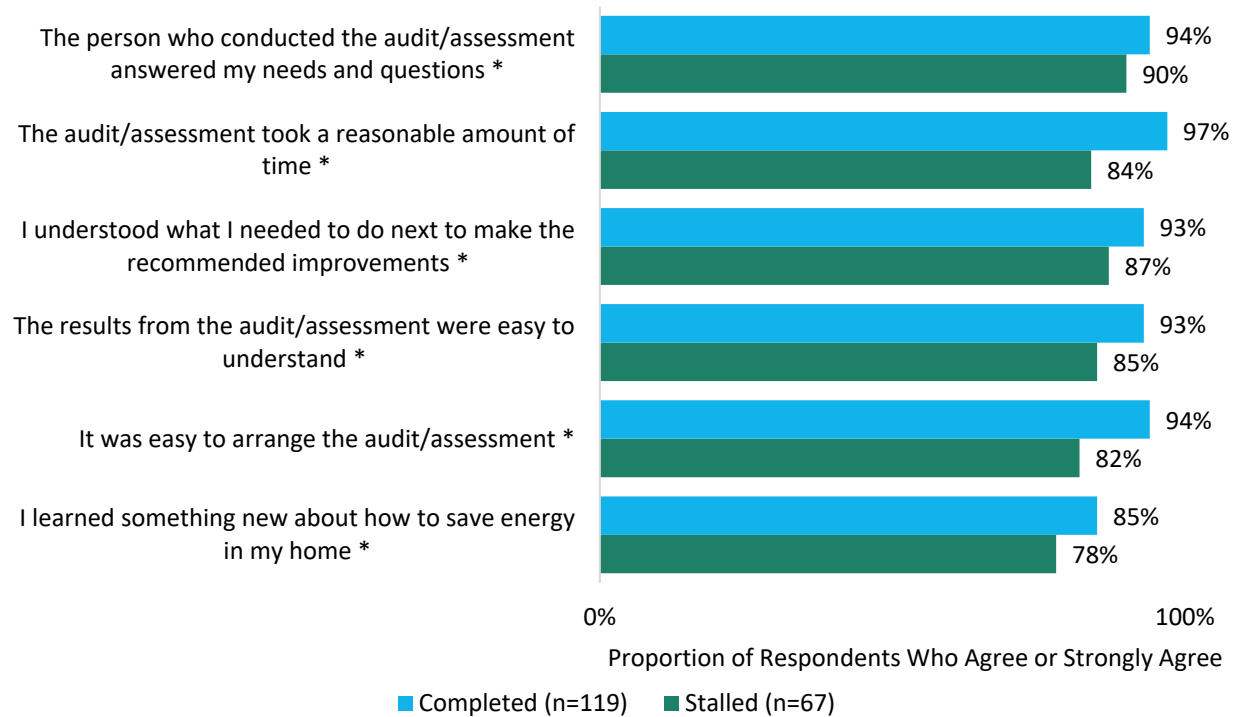 The person who conducted the audit/assessment
answered my needs and questions *
94%
90%
The audit/assessment took a reasonable amount of
time *
97%
84%
I understood what I needed to do next to make the
recommended improvements *
93%
87%
The results from the audit/assessment were easy to
understand *
93%
85%
It was easy to arrange the audit/assessment *
94%
82%
I learned something new about how to save energy
in my home *
85%
78%
0% 100%
Proportion of Respondents Who Agree or Strongly Agree
Completed (n=119) Stalled (n=67)